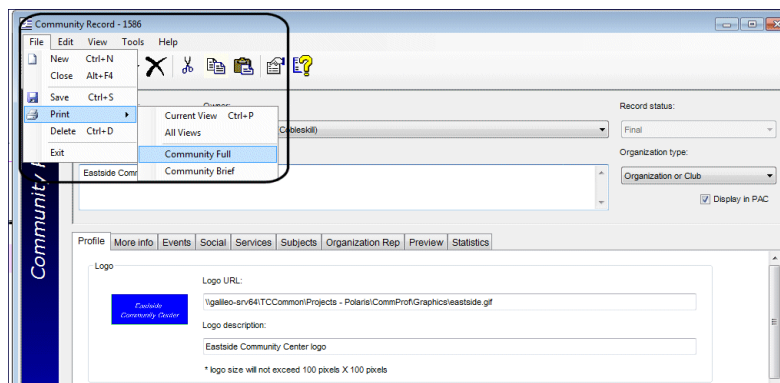 Community Record - 1586
File Edit View Tools Help
New Ctrl+N
Close Alt+F4
Save Ctrl+S
Print
Delete Ctrl+D
Exit
Current View Ctrl+P
All Views
Community Full
Community Brief
Record status:
Final
Organization type:
Organization or Club
Display in PAC
Eastside
Profile More info Events Social Services Subjects Organization Rep Preview Statistics
Logo
Eastside
Community Center
Logo URL:
\\galileo-srv64\TCCommon\Projects - Polaris\CommProf\Graphics\eastside.gif
Logo description:
Eastside Community Center logo
* logo size will not exceed 100 pixels X 100 pixels